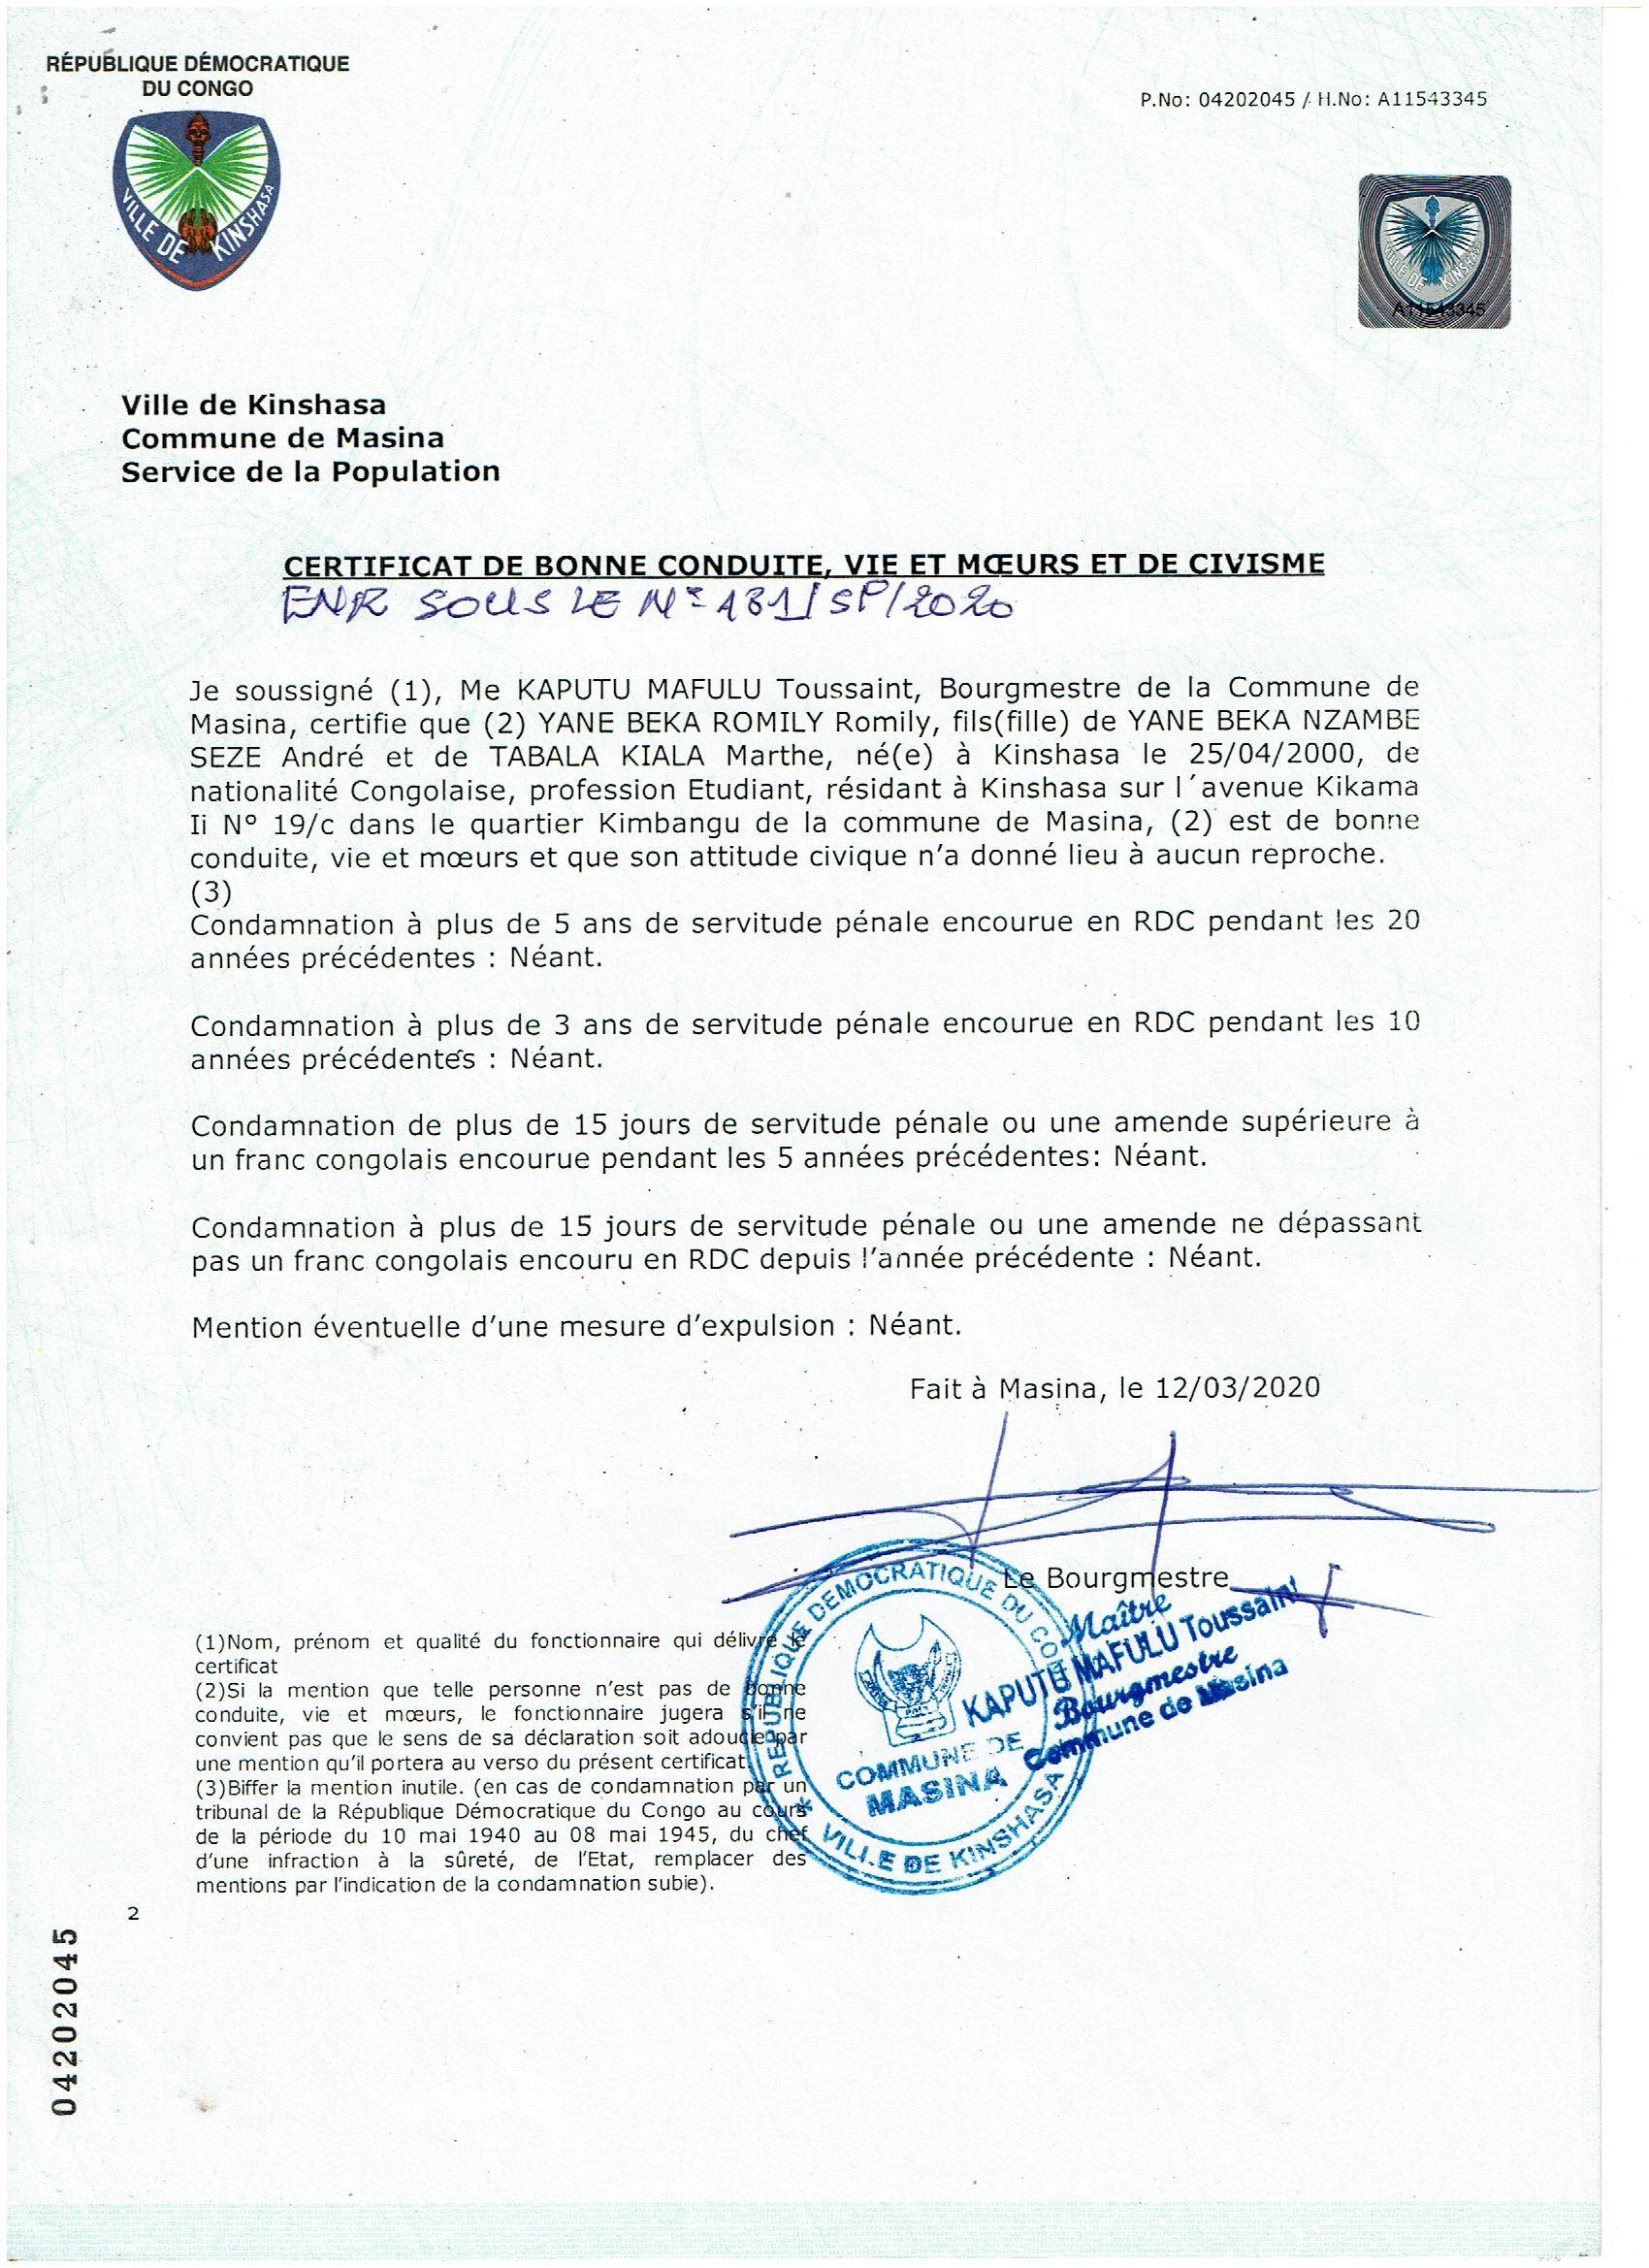 RÉPUBLIQUE DÉMOCRATIQUE
DU CONGO
VILLE DE KINSHASA
P.No: 04202045 / H.No: A11543345
VILLE DE KINSHASA
A11543345
Ville de Kinshasa
Commune de Masina
Service de la Population
CERTIFICAT DE BONNE CONDUITE, VIE ET MŒURS ET DE CIVISME
ENR SOUS LE N° 181/SP/2020
Je soussigné (1), Me KAPUTU MAFULU Toussaint, Bourgmestre de la Commune de
Masina, certifie que (2) YANE BEKA ROMILY Romily, fils(fille) de YANE BEKA NZAMBE
SEZE André et de TABALA KIALA Marthe, né(e) à Kinshasa le 25/04/2000, de
nationalité Congolaise, profession Etudiant, résidant à Kinshasa sur l´avenue Kikama
Ii N° 19/c dans le quartier Kimbangu de la commune de Masina, (2) est de bonne
conduite, vie et mœurs et que son attitude civique n’a donné lieu à aucun reproche.
(3)
Condamnation à plus de 5 ans de servitude pénale encourue en RDC pendant les 20
années précédentes : Néant.
Condamnation à plus de 3 ans de servitude pénale encourue en RDC pendant les 10
années précédentes : Néant.
Condamnation de plus de 15 jours de servitude pénale ou une amende supérieure à
un franc congolais encourue pendant les 5 années précédentes: Néant.
Condamnation à plus de 15 jours de servitude pénale ou une amende ne dépassant
pas un franc congolais encouru en RDC depuis l’année précédente : Néant.
Mention éventuelle d’une mesure d’expulsion : Néant.
Fait à Masina, le 12/03/2020
Le Bourgmestre
Maître
KAPUTU MAFULU Toussaint
Bourgmestre
Commune de Masina
REPUBLIQUE DEMOCRATIQUE DU CONGO
COMMUNE DE
MASINA
* VILLE DE KINSHASA
(1)Nom, prénom et qualité du fonctionnaire qui délivre le
certificat
(2)Si la mention que telle personne n’est pas de bonne
conduite, vie et mœurs, le fonctionnaire jugera s’il ne
convient pas que le sens de sa déclaration soit adoucie par
une mention qu’il portera au verso du présent certificat.
(3)Biffer la mention inutile. (en cas de condamnation par un
tribunal de la République Démocratique du Congo au cours
de la période du 10 mai 1940 au 08 mai 1945, du chef
d’une infraction à la sûreté, de l’Etat, remplacer des
mentions par l’indication de la condamnation subie).
2
04202045